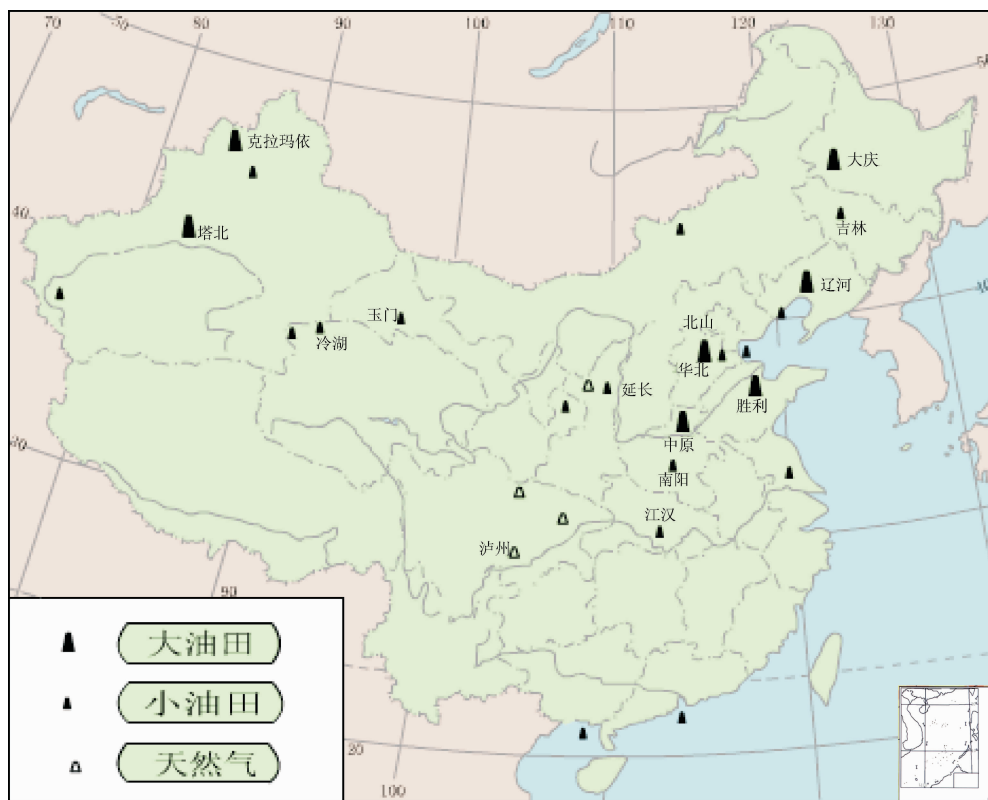 70
50
80
90
100
110
120
130
克拉玛依
大庆
40
吉林
塔北
辽河
玉门
北山
冷湖
华北
延长
胜利
中原
南阳
江汉
泸州
90
大油田
小油田
天然气
20
100